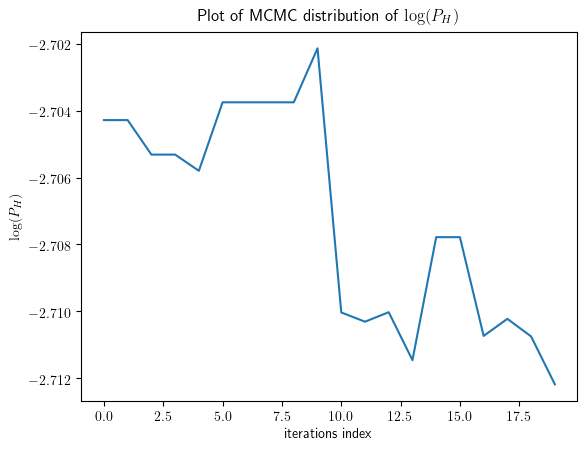 Plot of MCMC distribution of log(P_H)
−2.702
−2.704
−2.706
−2.708
−2.710
−2.712
log(P_H)
0.0 2.5 5.0 7.5 10.0 12.5 15.0 17.5
iterations index